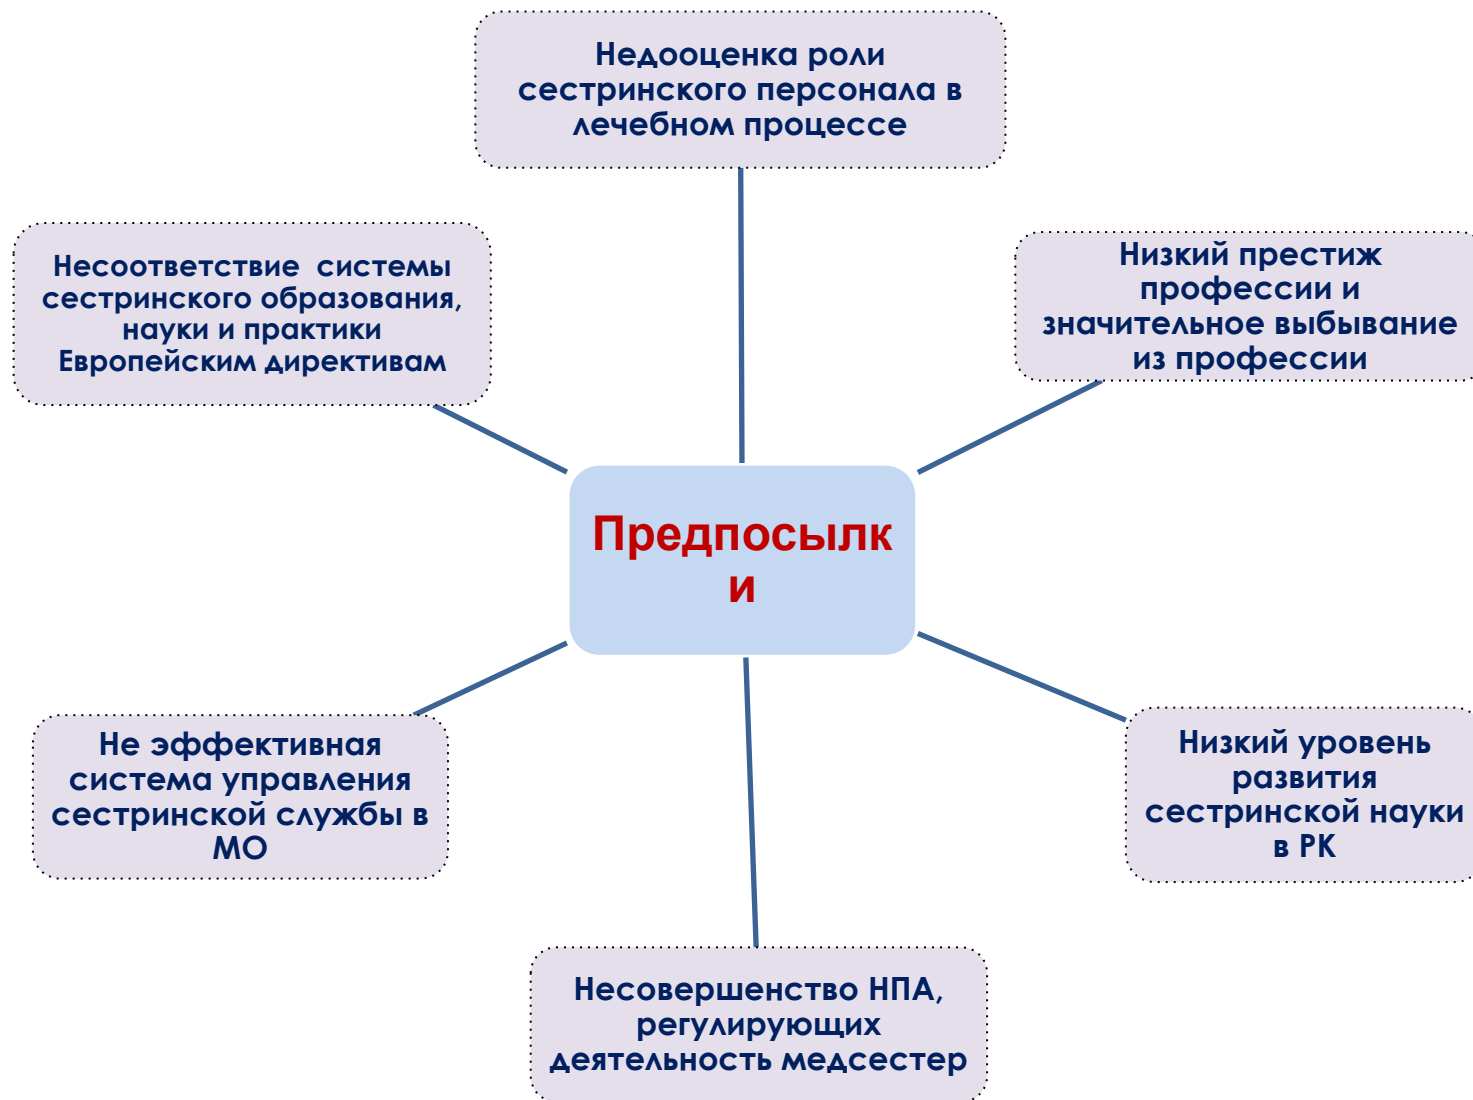 Недооценка роли
сестринского персонала в
лечебном процессе
Несоответствие системы
сестринского образования,
науки и практики
Европейским директивам
Низкий престиж
профессии и
значительное выбывание
из профессии
Предпосылк
и
Не эффективная
система управления
сестринской службы в
МО
Низкий уровень
развития
сестринской науки
в РК
Несовершенство НПА,
регулирующих
деятельность медсестер